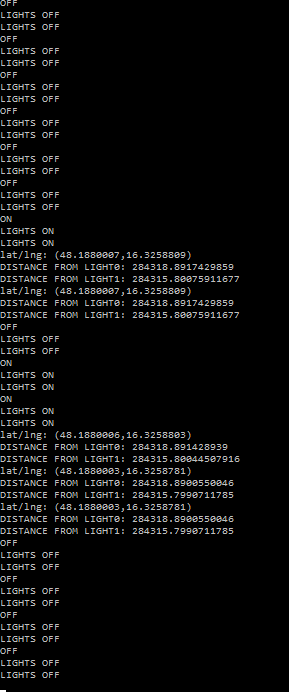 OFF
LIGHTS OFF
LIGHTS OFF
OFF
LIGHTS OFF
LIGHTS OFF
OFF
LIGHTS OFF
LIGHTS OFF
OFF
LIGHTS OFF
LIGHTS OFF
OFF
LIGHTS OFF
LIGHTS OFF
OFF
LIGHTS OFF
LIGHTS OFF
ON
LIGHTS ON
LIGHTS ON
lat/lng: (48.1880007,16.3258809)
DISTANCE FROM LIGHT0: 284318.8917429859
DISTANCE FROM LIGHT1: 284315.80075911677
lat/lng: (48.1880007,16.3258809)
DISTANCE FROM LIGHT0: 284318.8917429859
DISTANCE FROM LIGHT1: 284315.80075911677
OFF
LIGHTS OFF
LIGHTS OFF
ON
LIGHTS ON
LIGHTS ON
ON
LIGHTS ON
LIGHTS ON
lat/lng: (48.1880006,16.3258803)
DISTANCE FROM LIGHT0: 284318.891428939
DISTANCE FROM LIGHT1: 284315.80044507916
lat/lng: (48.1880003,16.3258781)
DISTANCE FROM LIGHT0: 284318.8900550046
DISTANCE FROM LIGHT1: 284315.7990711785
lat/lng: (48.1880003,16.3258781)
DISTANCE FROM LIGHT0: 284318.8900550046
DISTANCE FROM LIGHT1: 284315.7990711785
OFF
LIGHTS OFF
LIGHTS OFF
OFF
LIGHTS OFF
LIGHTS OFF
OFF
LIGHTS OFF
LIGHTS OFF
OFF
LIGHTS OFF
LIGHTS OFF